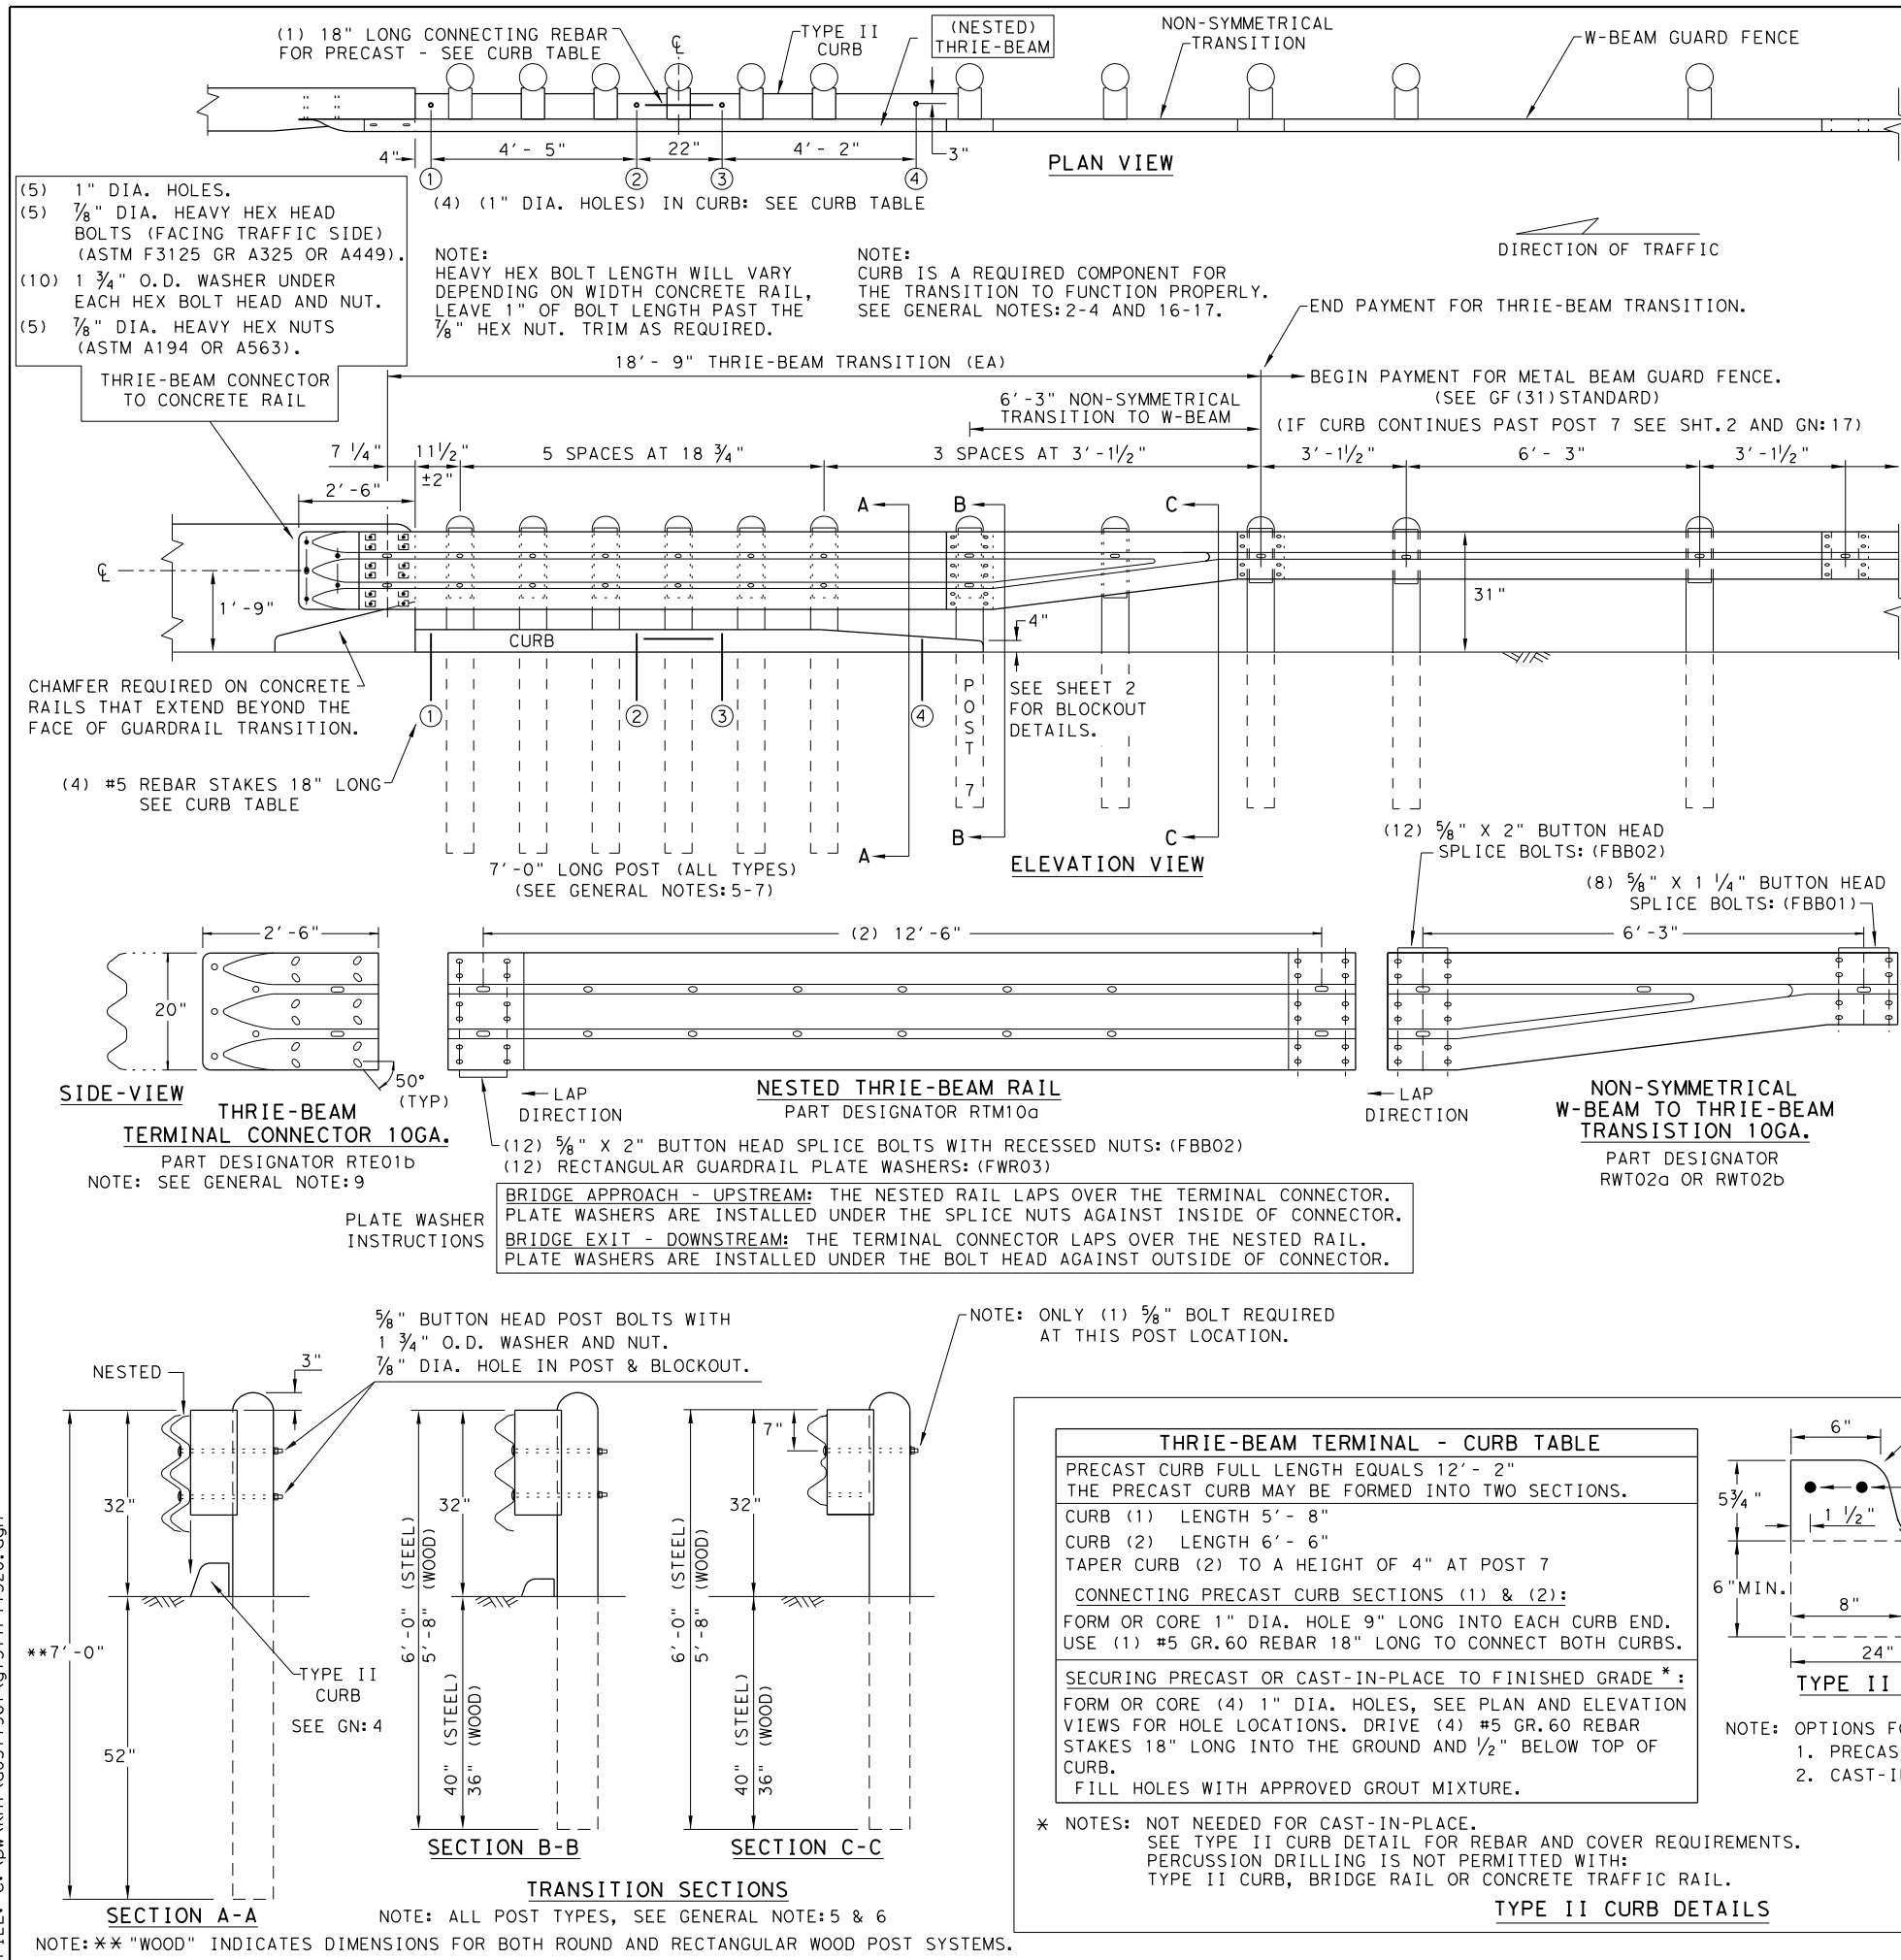 (1) 18" LONG CONNECTING REBAR
FOR PRECAST - SEE CURB TABLE
℄
TYPE II
CURB
(NESTED)
THRIE-BEAM
NON-SYMMETRICAL
TRANSITION
W-BEAM GUARD FENCE
4"
4'- 5"
22"
4'- 2"
3"
PLAN VIEW
1
2
3
4
(4) (1" DIA. HOLES) IN CURB: SEE CURB TABLE
(5) 1" DIA. HOLES.
(5) 7/8" DIA. HEAVY HEX HEAD
BOLTS (FACING TRAFFIC SIDE)
(ASTM F3125 GR A325 OR A449).
(10) 1 3/4" O.D. WASHER UNDER
EACH HEX BOLT HEAD AND NUT.
(5) 7/8" DIA. HEAVY HEX NUTS
(ASTM A194 OR A563).
THRIE-BEAM CONNECTOR
TO CONCRETE RAIL
NOTE:
HEAVY HEX BOLT LENGTH WILL VARY
DEPENDING ON WIDTH CONCRETE RAIL,
LEAVE 1" OF BOLT LENGTH PAST THE
7/8" HEX NUT. TRIM AS REQUIRED.
NOTE:
CURB IS A REQUIRED COMPONENT FOR
THE TRANSITION TO FUNCTION PROPERLY.
SEE GENERAL NOTES:2-4 AND 16-17.
DIRECTION OF TRAFFIC
END PAYMENT FOR THRIE-BEAM TRANSITION.
18'- 9" THRIE-BEAM TRANSITION (EA)
BEGIN PAYMENT FOR METAL BEAM GUARD FENCE.
(SEE GF(31)STANDARD)
6'-3" NON-SYMMETRICAL
TRANSITION TO W-BEAM
(IF CURB CONTINUES PAST POST 7 SEE SHT.2 AND GN:17)
7 1/4"
11 1/2"
±2"
5 SPACES AT 18 3/4"
3 SPACES AT 3'-1 1/2"
3'-1 1/2"
6'- 3"
3'-1 1/2"
2'-6"
A
B
C
℄
1'-9"
31"
CURB
4"
CHAMFER REQUIRED ON CONCRETE
RAILS THAT EXTEND BEYOND THE
FACE OF GUARDRAIL TRANSITION.
1
2
3
4
POST 7
SEE SHEET 2
FOR BLOCKOUT
DETAILS.
(4) #5 REBAR STAKES 18" LONG
SEE CURB TABLE
A
B
C
7'-0" LONG POST (ALL TYPES)
(SEE GENERAL NOTES:5-7)
ELEVATION VIEW
(12) 5/8" X 2" BUTTON HEAD
SPLICE BOLTS:(FBB02)
(8) 5/8" X 1 1/4" BUTTON HEAD
SPLICE BOLTS:(FBB01)
2'-6"
(2) 12'-6"
6'-3"
20"
50°
(TYP)
SIDE-VIEW
THRIE-BEAM
TERMINAL CONNECTOR 10GA.
PART DESIGNATOR RTE01b
NOTE: SEE GENERAL NOTE:9
LAP
DIRECTION
NESTED THRIE-BEAM RAIL
PART DESIGNATOR RTM10a
LAP
DIRECTION
NON-SYMMETRICAL
W-BEAM TO THRIE-BEAM
TRANSISTION 10GA.
PART DESIGNATOR
RWT02a OR RWT02b
(12) 5/8" X 2" BUTTON HEAD SPLICE BOLTS WITH RECESSED NUTS:(FBB02)
(12) RECTANGULAR GUARDRAIL PLATE WASHERS:(FWR03)
PLATE WASHER
INSTRUCTIONS
BRIDGE APPROACH - UPSTREAM: THE NESTED RAIL LAPS OVER THE TERMINAL CONNECTOR.
PLATE WASHERS ARE INSTALLED UNDER THE SPLICE NUTS AGAINST INSIDE OF CONNECTOR.
BRIDGE EXIT - DOWNSTREAM: THE TERMINAL CONNECTOR LAPS OVER THE NESTED RAIL.
PLATE WASHERS ARE INSTALLED UNDER THE BOLT HEAD AGAINST OUTSIDE OF CONNECTOR.
5/8" BUTTON HEAD POST BOLTS WITH
1 3/4" O.D. WASHER AND NUT.
7/8" DIA. HOLE IN POST & BLOCKOUT.
NOTE: ONLY (1) 5/8" BOLT REQUIRED
AT THIS POST LOCATION.
NESTED
3"
32"
**7'-0"
52"
TYPE II
CURB
SEE GN:4
SECTION A-A
32"
6'-0" (STEEL)
5'-8" (WOOD)
40" (STEEL)
36" (WOOD)
SECTION B-B
7"
32"
6'-0" (STEEL)
5'-8" (WOOD)
40" (STEEL)
36" (WOOD)
SECTION C-C
TRANSITION SECTIONS
NOTE: ALL POST TYPES, SEE GENERAL NOTE:5 & 6
NOTE:** "WOOD" INDICATES DIMENSIONS FOR BOTH ROUND AND RECTANGULAR WOOD POST SYSTEMS.
THRIE-BEAM TERMINAL - CURB TABLE
PRECAST CURB FULL LENGTH EQUALS 12'- 2"
THE PRECAST CURB MAY BE FORMED INTO TWO SECTIONS.
CURB (1) LENGTH 5'- 8"
CURB (2) LENGTH 6'- 6"
TAPER CURB (2) TO A HEIGHT OF 4" AT POST 7
CONNECTING PRECAST CURB SECTIONS (1) & (2):
FORM OR CORE 1" DIA. HOLE 9" LONG INTO EACH CURB END.
USE (1) #5 GR.60 REBAR 18" LONG TO CONNECT BOTH CURBS.
SECURING PRECAST OR CAST-IN-PLACE TO FINISHED GRADE *:
FORM OR CORE (4) 1" DIA. HOLES, SEE PLAN AND ELEVATION
VIEWS FOR HOLE LOCATIONS. DRIVE (4) #5 GR.60 REBAR
STAKES 18" LONG INTO THE GROUND AND 1/2" BELOW TOP OF
CURB.
FILL HOLES WITH APPROVED GROUT MIXTURE.
* NOTES: NOT NEEDED FOR CAST-IN-PLACE.
SEE TYPE II CURB DETAIL FOR REBAR AND COVER REQUIREMENTS.
PERCUSSION DRILLING IS NOT PERMITTED WITH:
TYPE II CURB, BRIDGE RAIL OR CONCRETE TRAFFIC RAIL.
TYPE II CURB DETAILS
6"
5 3/4"
1 1/2"
6"MIN.
8"
24"
TYPE II
NOTE: OPTIONS
1.
2.